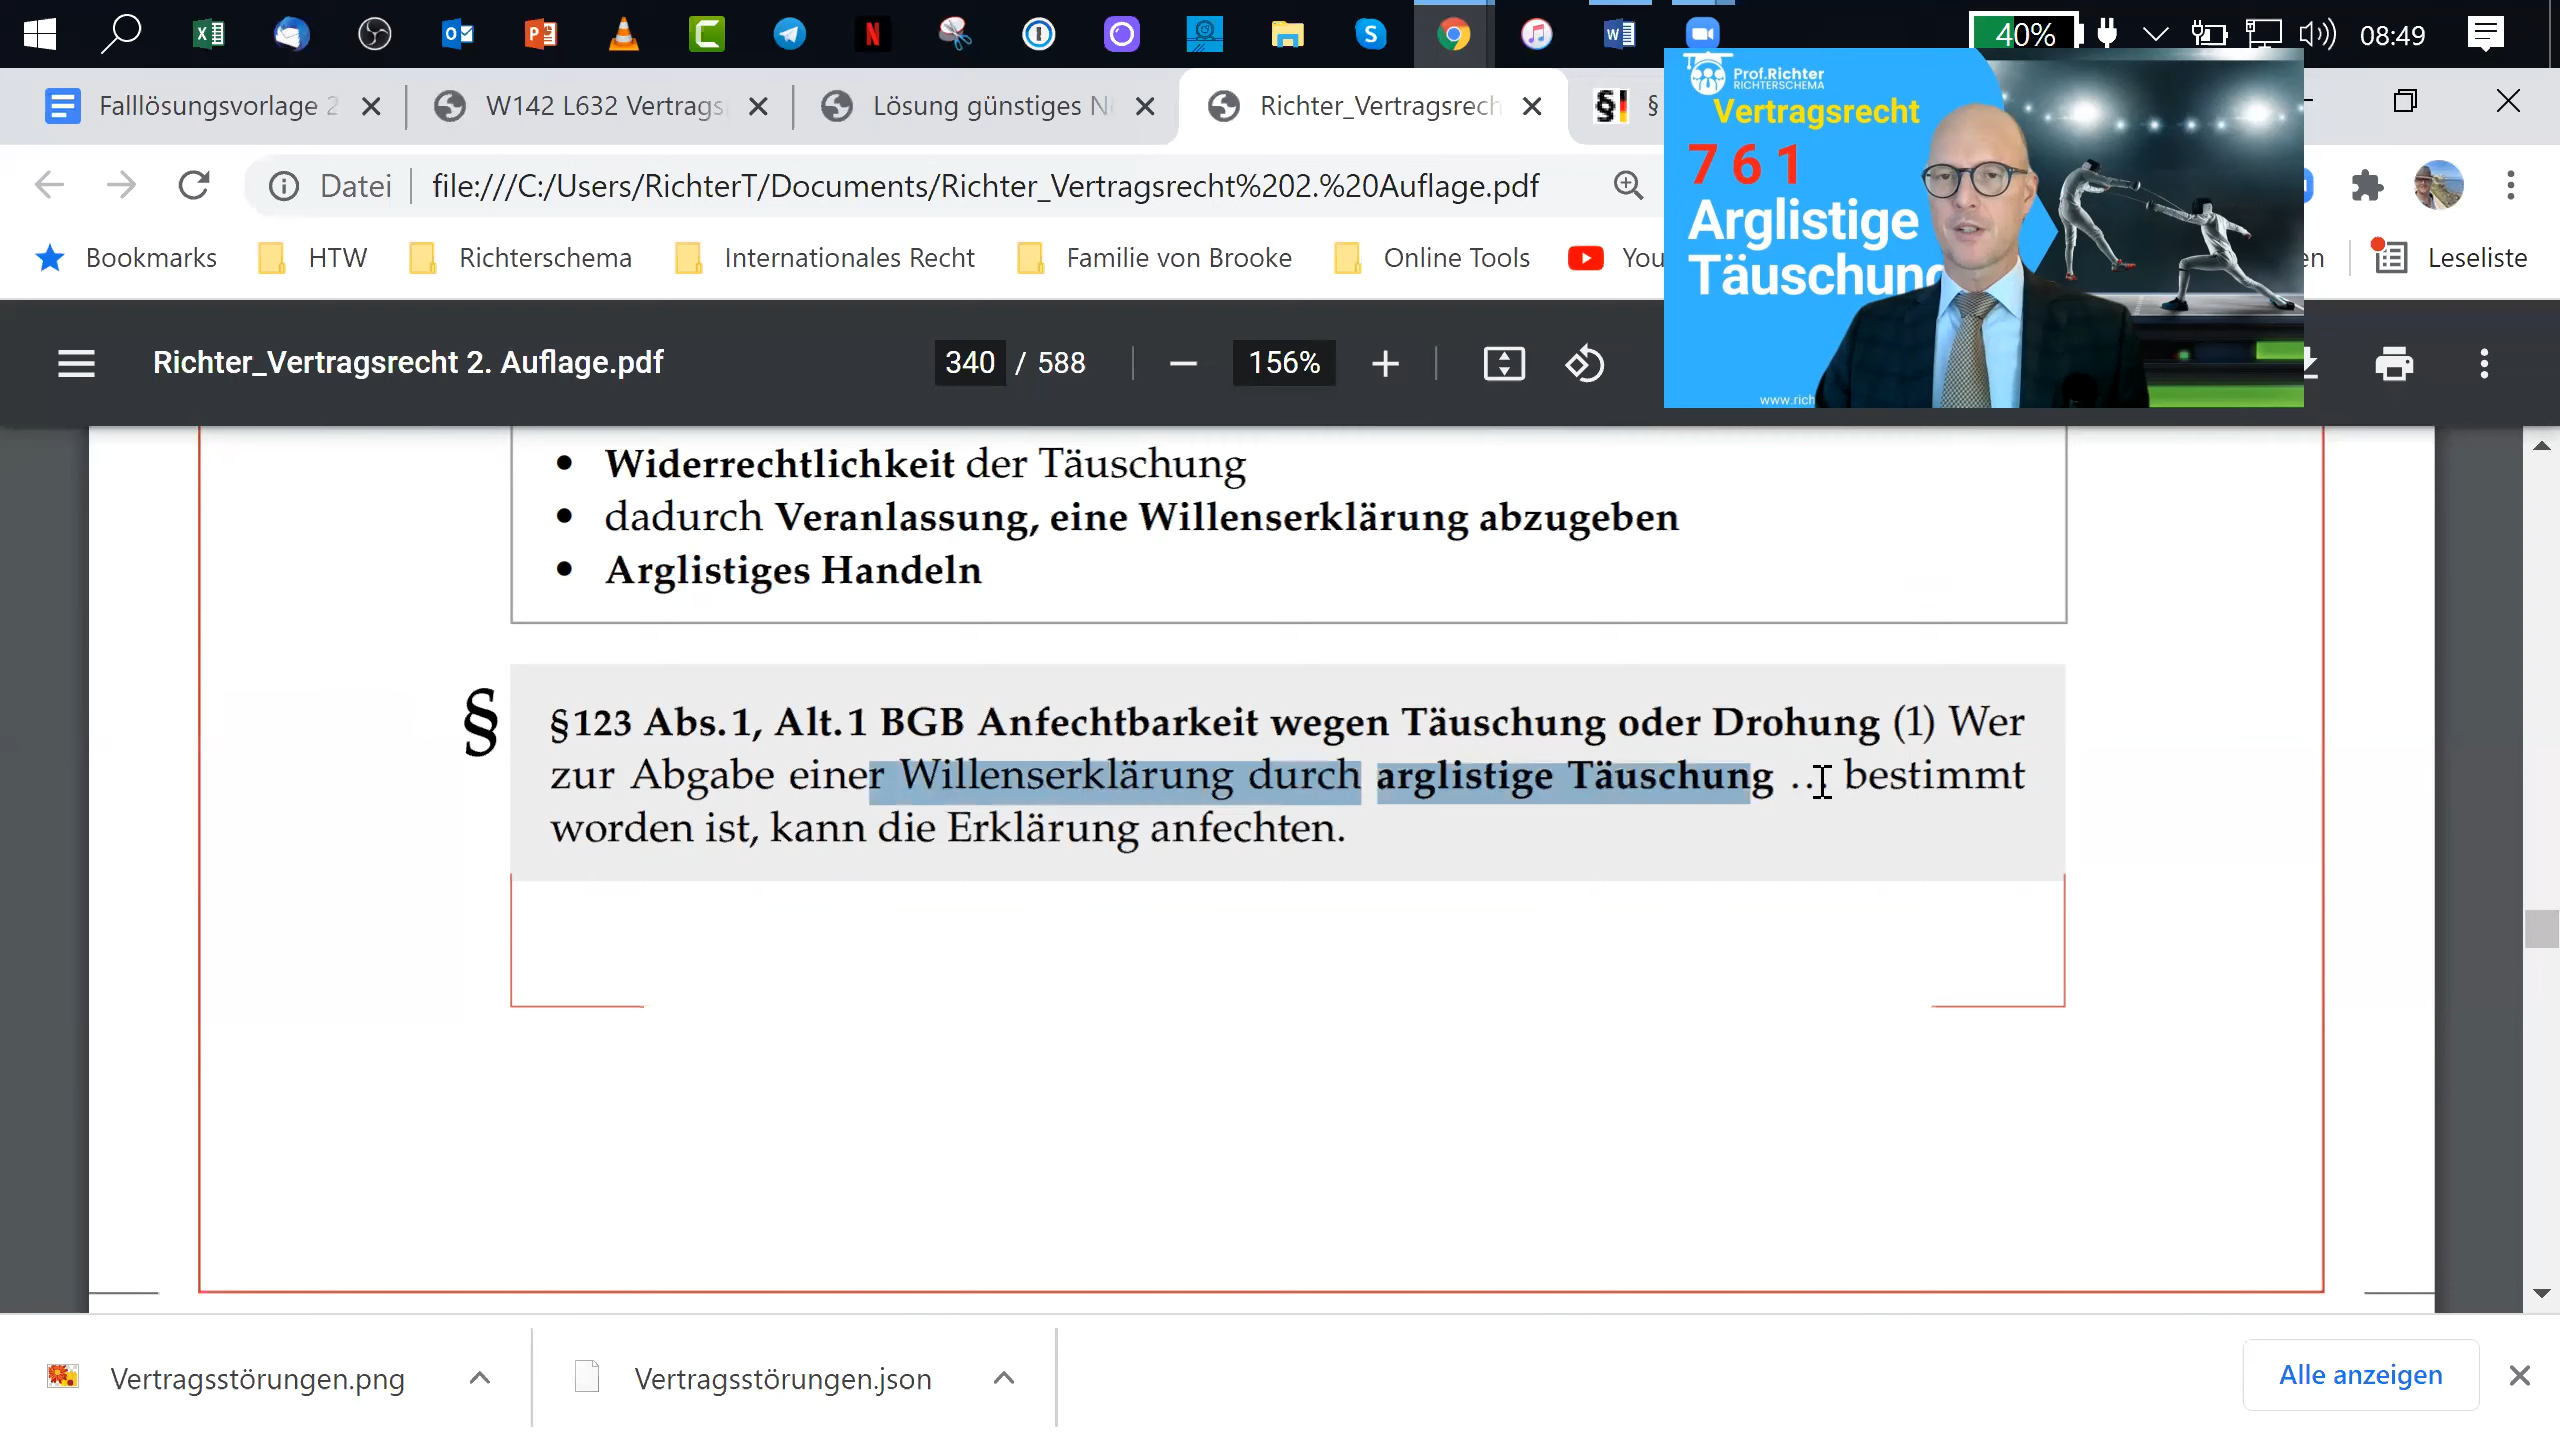 40%
08:49
Falllösungsvorlage 2
W142 L632 Vertrags
Lösung günstiges N
Richter_Vertragsrech
§
Prof.Richter
RICHTERSCHEMA
Vertragsrecht
761
Arglistige
Täuschung
www.rich
Datei
file:///C:/Users/RichterT/Documents/Richter_Vertragsrecht%202.%20Auflage.pdf
Bookmarks
HTW
Richterschema
Internationales Recht
Familie von Brooke
Online Tools
You
en
Leseliste
Richter_Vertragsrecht 2. Auflage.pdf
340 / 588
156%
• Widerrechtlichkeit der Täuschung
• dadurch Veranlassung, eine Willenserklärung abzugeben
• Arglistiges Handeln
§
§ 123 Abs. 1, Alt. 1 BGB Anfechtbarkeit wegen Täuschung oder Drohung (1) Wer
zur Abgabe einer Willenserklärung durch arglistige Täuschung … bestimmt
worden ist, kann die Erklärung anfechten.
Vertragsstörungen.png
Vertragsstörungen.json
Alle anzeigen